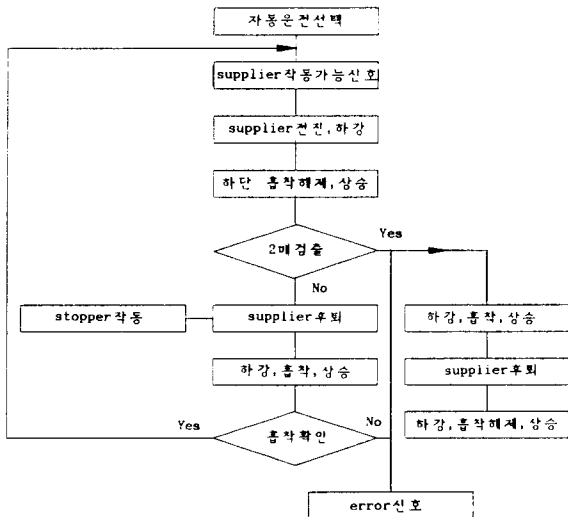 자동운전선택
supplier작동가능신호
supplier전진,하강
하단 흡착해제,상승
2매검출
Yes
No
stopper작동
supplier후퇴
하강,흡착,상승
하강,흡착,상승
supplier후퇴
Yes
흡착확인
No
하강,흡착해제,상승
error신호